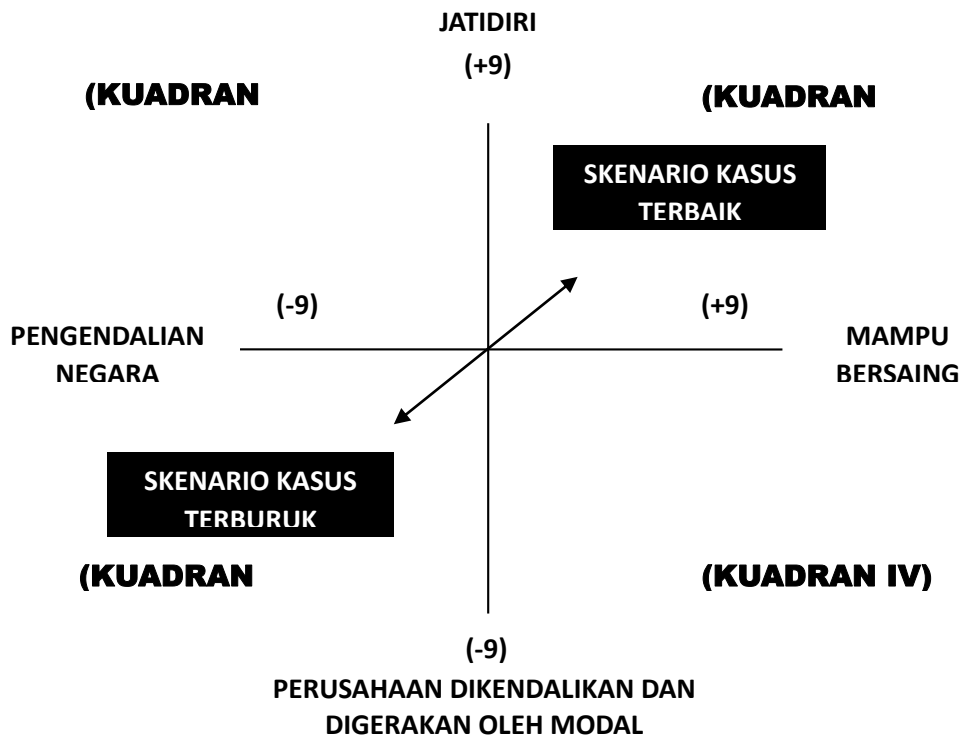 JATIDIRI
(+9)
(KUADRAN
(KUADRAN
SKENARIO KASUS
TERBAIK
(-9)
(+9)
PENGENDALIAN
NEGARA
MAMPU
BERSAING
SKENARIO KASUS
TERBURUK
(KUADRAN
(KUADRAN IV)
(-9)
PERUSAHAAN DIKENDALIKAN DAN
DIGERAKAN OLEH MODAL